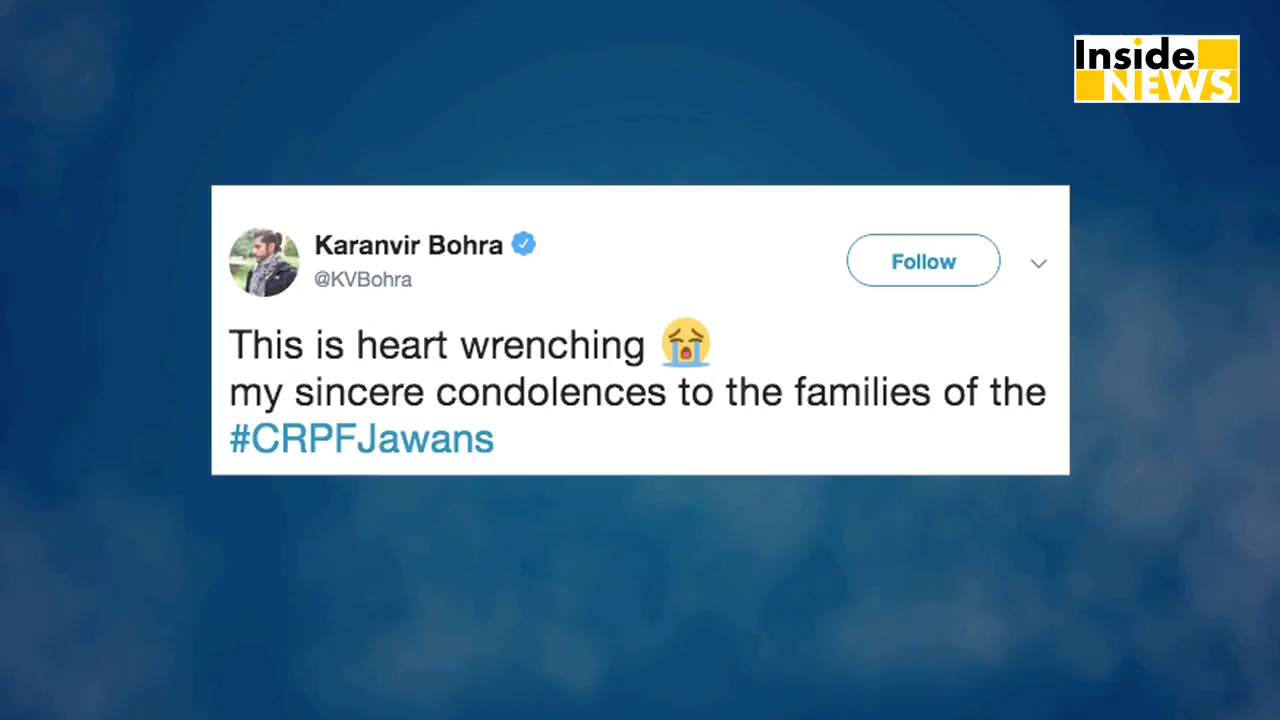 Inside
NEWS
Karanvir Bohra
@KVBohra
Follow
This is heart wrenching 😭
my sincere condolences to the families of the
#CRPFJawans